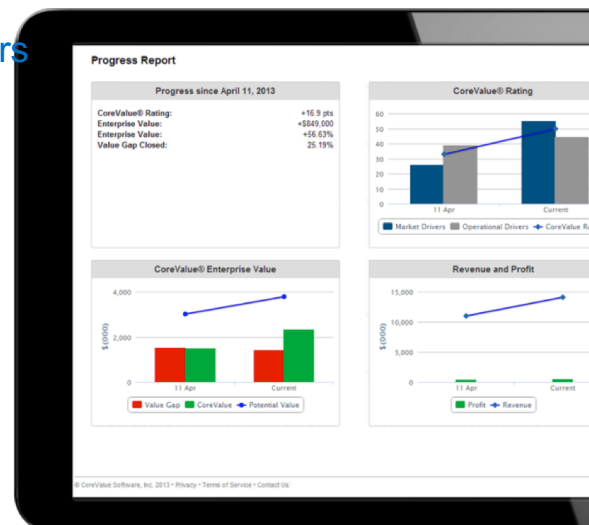 rs
Progress Report
Progress since April 11, 2013
CoreValue® Rating: +16.9 pts
Enterprise Value: +$849,000
Enterprise Value: +56.63%
Value Gap Closed: 25.19%
CoreValue® Rating
60
50
40
30
20
10
0
11 Apr Current
Market Drivers Operational Drivers CoreValue Ra
CoreValue® Enterprise Value
4,000
2,000
0
$(000)
11 Apr Current
Value Gap CoreValue Potential Value
Revenue and Profit
15,000
10,000
5,000
0
$(000)
11 Apr Current
Profit Revenue
© CoreValue Software, Inc. 2013 • Privacy • Terms of Service • Contact Us